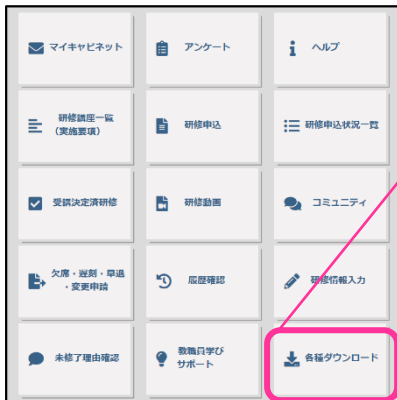 マイキャビネット
アンケート
ヘルプ
研修講座一覧
（実施要項）
研修申込
研修申込状況一覧
受講決定済研修
研修動画
コミュニティ
欠席・遅刻・早退
・変更申請
履歴確認
研修情報入力
未修了理由確認
教職員学び
サポート
各種ダウンロード